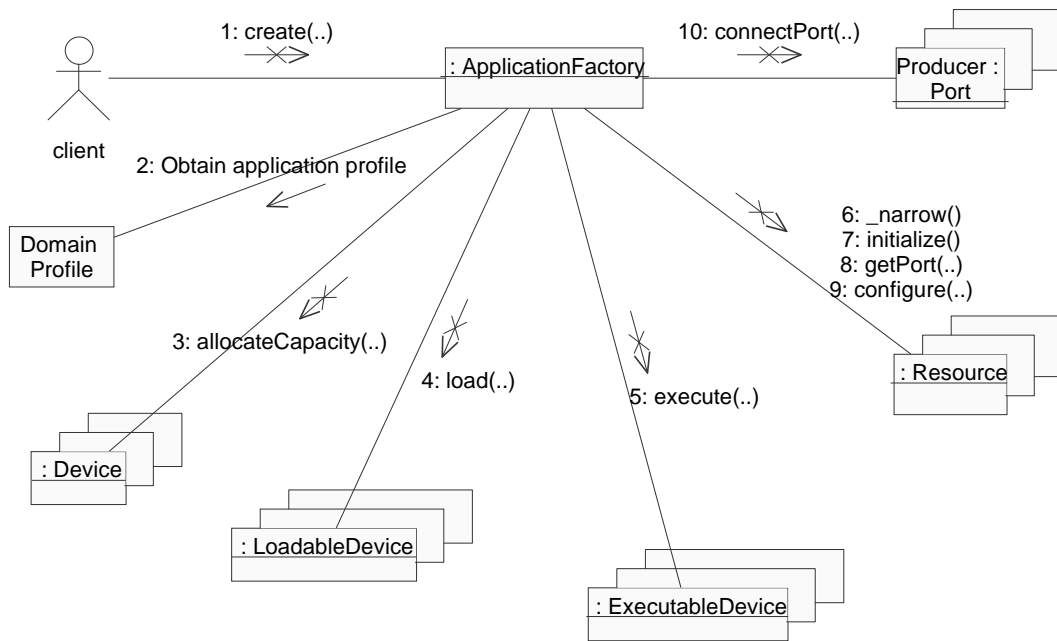 1: create(..)
10: connectPort(..)
: ApplicationFactory
Producer :
Port
client
2: Obtain application profile
Domain
Profile
6: _narrow()
7: initialize()
8: getPort(..)
9: configure(..)
3: allocateCapacity(..)
4: load(..)
5: execute(..)
: Resource
: Device
: LoadableDevice
: ExecutableDevice